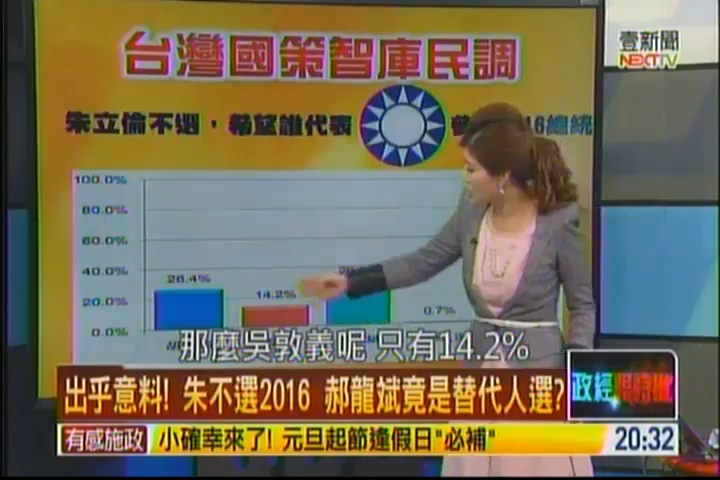 台灣國策智庫民調
壹新聞
NEXTTV
朱立倫不選，希望誰代表
16總統
100.0%
80.0%
60.0%
40.0%
20.0%
0.0%
26.4%
14.2%
0.7%
那麼吳敦義呢 只有14.2%
出乎意料! 朱不選2016 郝龍斌竟是替代人選?
政經
有感施政
小確幸來了! 元旦起節逢假日"必補"
20:32